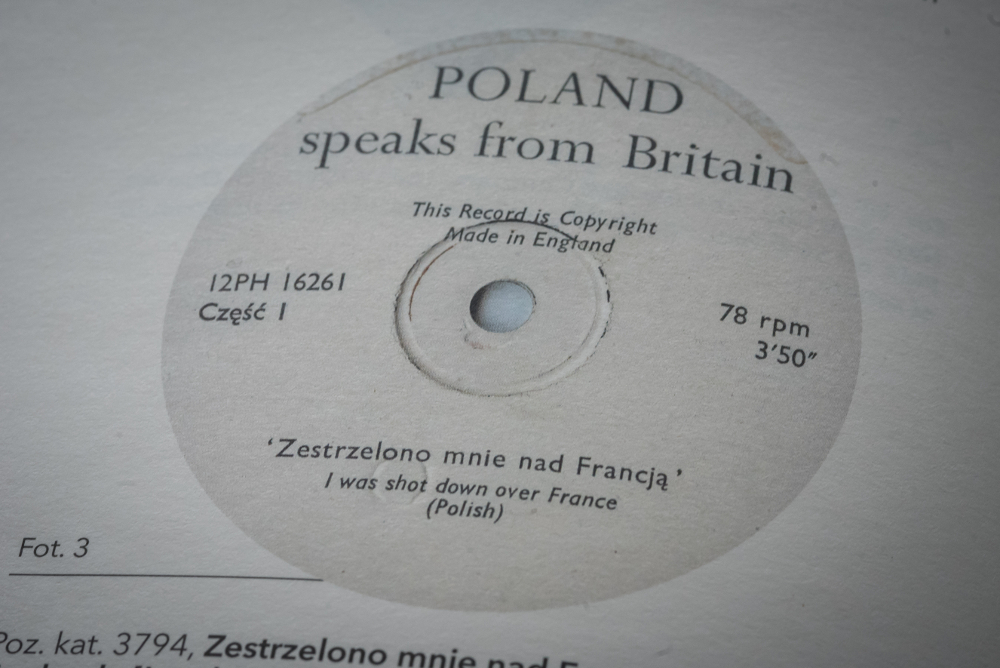 POLAND
speaks from Britain
This Record is Copyright
Made in England
12PH 16261
Część 1
78 rpm
3’50”
‘Zestrzelono mnie nad Francją’
I was shot down over France
(Polish)
Fot. 3
Poz. kat. 3794, Zestrzelono mnie nad